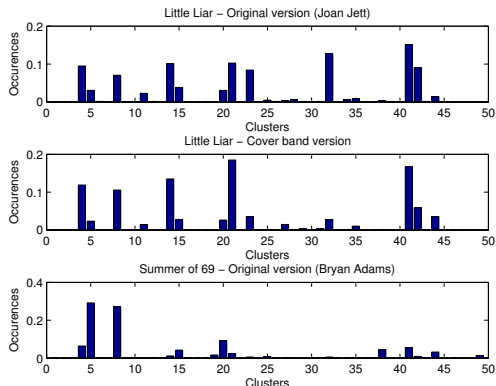 Little Liar − Original version (Joan Jett)
0.2
0.1
0
Occurences
0 5 10 15 20 25 30 35 40 45 50
Clusters
Little Liar − Cover band version
0.2
0.1
0
Occurences
0 5 10 15 20 25 30 35 40 45 50
Clusters
Summer of 69 − Original version (Bryan Adams)
0.4
0.2
0
Occurences
0 5 10 15 20 25 30 35 40 45 50
Clusters